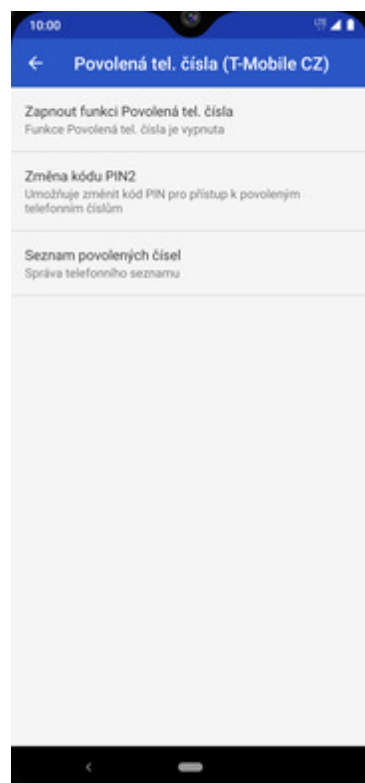 10:00
LTE
Povolená tel. čísla (T-Mobile CZ)
Zapnout funkci Povolená tel. čísla
Funkce Povolená tel. čísla je vypnuta
Změna kódu PIN2
Umožňuje změnit kód PIN pro přístup k povoleným
telefonním číslům
Seznam povolených čísel
Správa telefonního seznamu